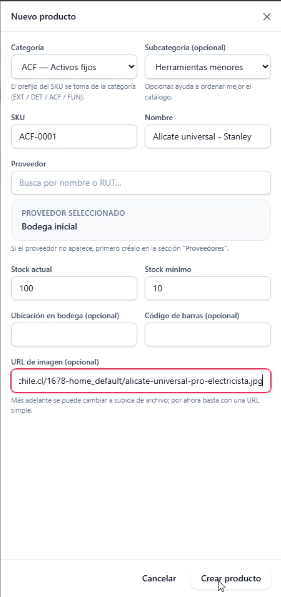 Nuevo producto
Categoría
Subcategoría (opcional)
ACF — Activos fijos
Herramientas menores
El prefijo del SKU se toma de la categoría
(EXT / DET / ACF / FUN).
Opcional: ayuda a ordenar mejor el
catálogo.
SKU
Nombre
ACF-0001
Alicate universal - Stanley
Proveedor
Busca por nombre o RUT...
PROVEEDOR SELECCIONADO
Bodega inicial
Si el proveedor no aparece, primero créalo en la sección "Proveedores".
Stock actual
Stock mínimo
100
10
Ubicación en bodega (opcional)
Código de barras (opcional)
URL de imagen (opcional)
chile.cl/1678-home_default/alicate-universal-pro-electricista.jpg
Más adelante se puede cambiar a subida de archivo; por ahora basta con una URL
simple.
Cancelar
Crear producto